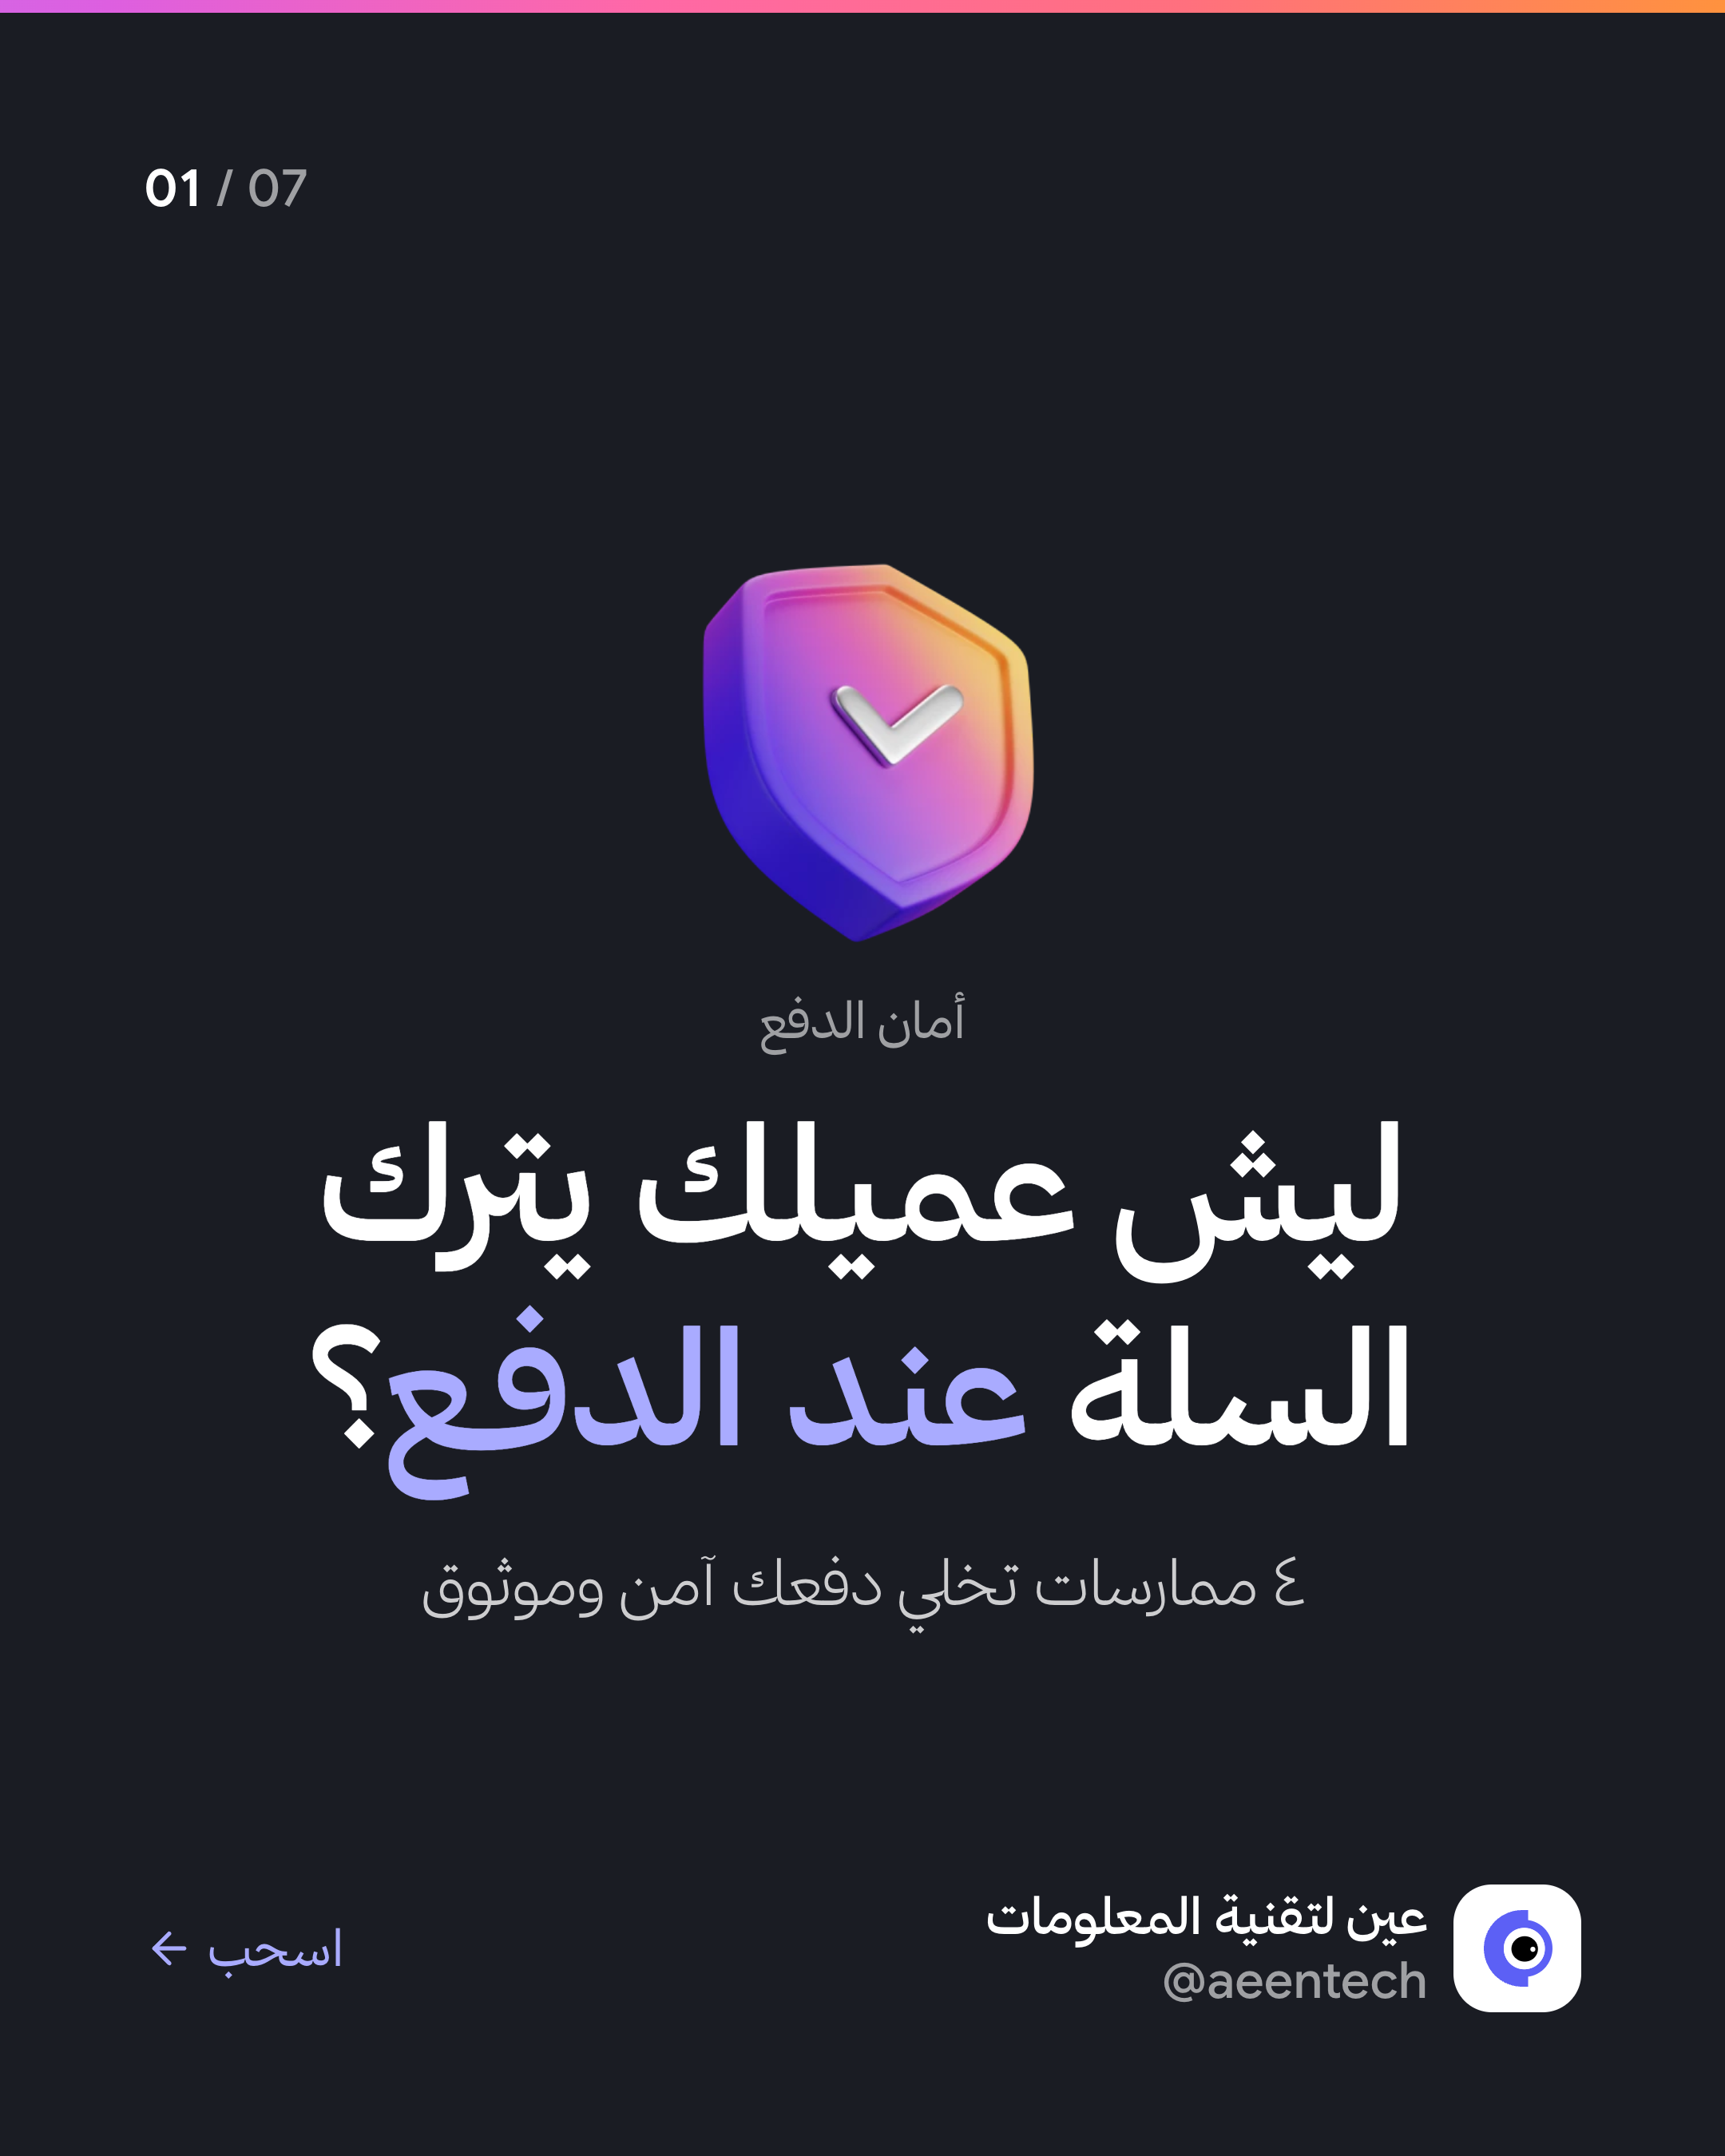 01 / 07
أمان الدفع
ليش عميلك يترك
السلة عند الدفع؟
٤ ممارسات تخلي دفعك آمن وموثوق
عين لتقنية المعلومات
@aeentech
اسحب ←